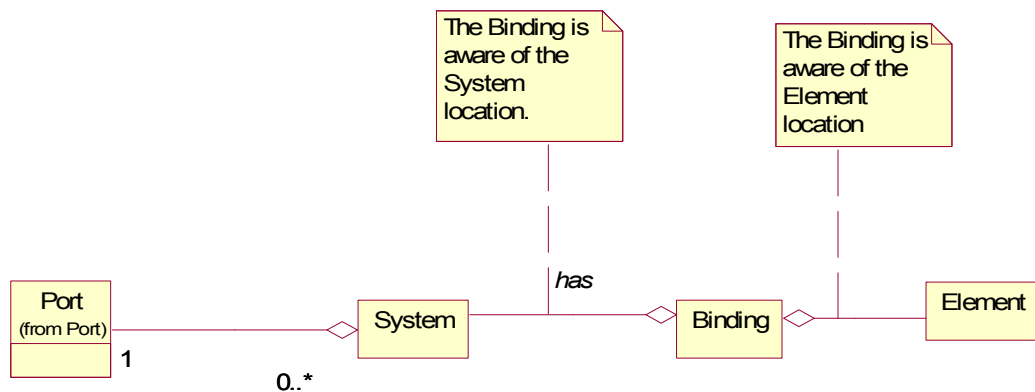 The Binding is
aware of the
System
location.
The Binding is
aware of the
Element
location
has
Port
(from Port)
System
Binding
Element
1
0..*